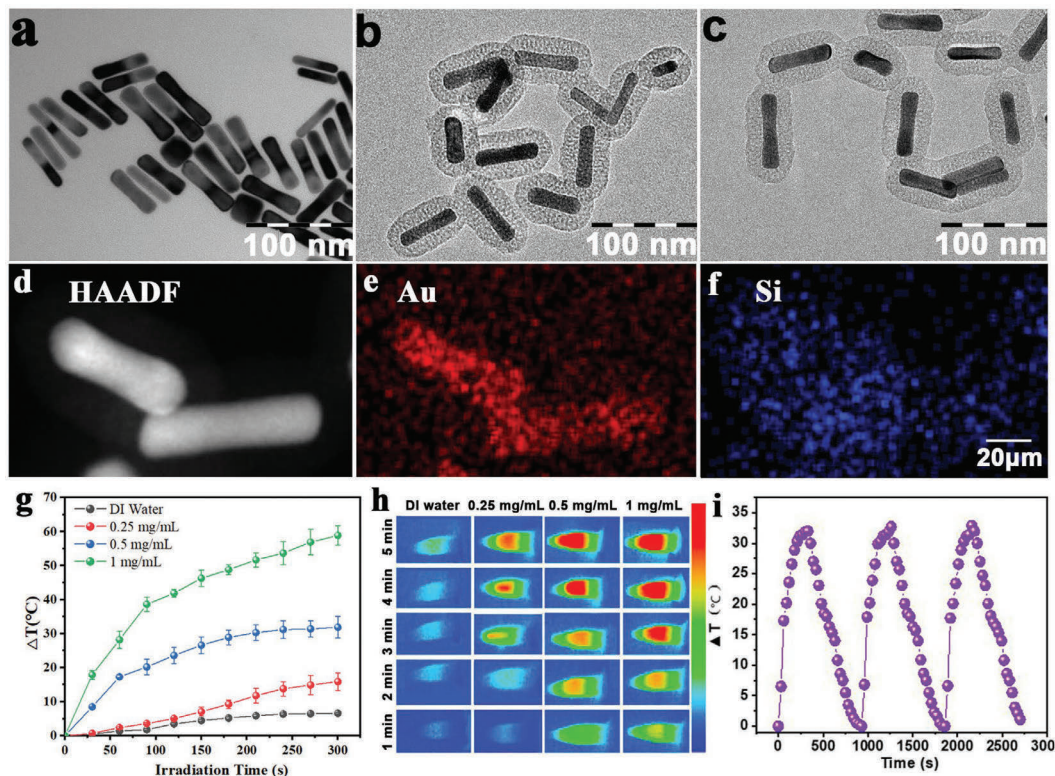 a
100 nm
b
100 nm
c
100 nm
d
HAADF
e
Au
f
Si
20μm
g
DI Water
0.25 mg/mL
0.5 mg/mL
1 mg/mL
△T(°C)
70
60
50
40
30
20
10
0
0 50 100 150 200 250 300
Irradiation Time (s)
h
DI water 0.25 mg/mL 0.5 mg/mL 1 mg/mL
5 min
4 min
3 min
2 min
1 min
i
▲T (℃)
35
30
25
20
15
10
5
0
0 500 1000 1500 2000 2500
Time (s)